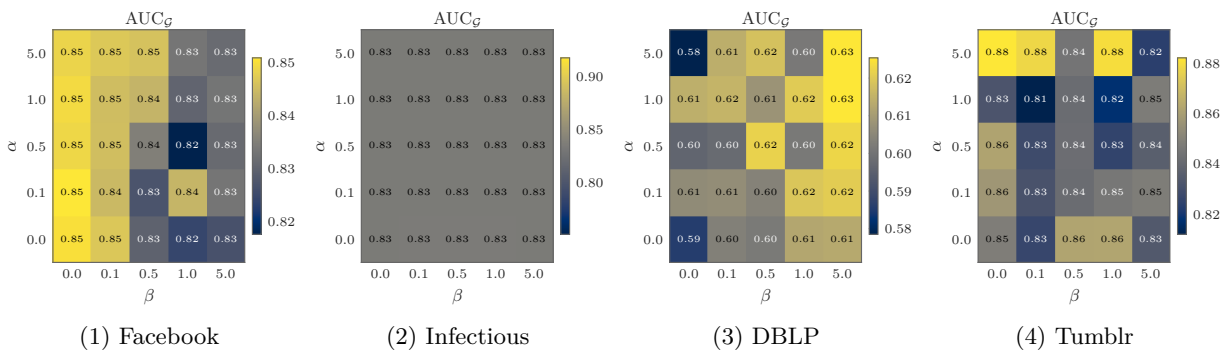 AUC𝒢
5.0 0.85 0.85 0.85 0.83 0.83
1.0 0.85 0.85 0.84 0.83 0.83
α 0.5 0.85 0.85 0.84 0.82 0.83
0.1 0.85 0.84 0.83 0.84 0.83
0.0 0.85 0.85 0.83 0.82 0.83
0.0 0.1 0.5 1.0 5.0
β
0.85
0.84
0.83
0.82
(1) Facebook
AUC𝒢
5.0 0.83 0.83 0.83 0.83 0.83
1.0 0.83 0.83 0.83 0.83 0.83
α 0.5 0.83 0.83 0.83 0.83 0.83
0.1 0.83 0.83 0.83 0.83 0.83
0.0 0.83 0.83 0.83 0.83 0.83
0.0 0.1 0.5 1.0 5.0
β
0.90
0.85
0.80
(2) Infectious
AUC𝒢
5.0 0.58 0.61 0.62 0.60 0.63
1.0 0.61 0.62 0.61 0.62 0.63
α 0.5 0.60 0.60 0.62 0.60 0.62
0.1 0.61 0.61 0.60 0.62 0.62
0.0 0.59 0.60 0.60 0.61 0.61
0.0 0.1 0.5 1.0 5.0
β
0.62
0.61
0.60
0.59
0.58
(3) DBLP
AUC𝒢
5.0 0.88 0.88 0.84 0.88 0.82
1.0 0.83 0.81 0.84 0.82 0.85
α 0.5 0.86 0.83 0.84 0.83 0.84
0.1 0.86 0.83 0.84 0.85 0.85
0.0 0.85 0.83 0.86 0.86 0.83
0.0 0.1 0.5 1.0 5.0
β
0.88
0.86
0.84
0.82
(4) Tumblr